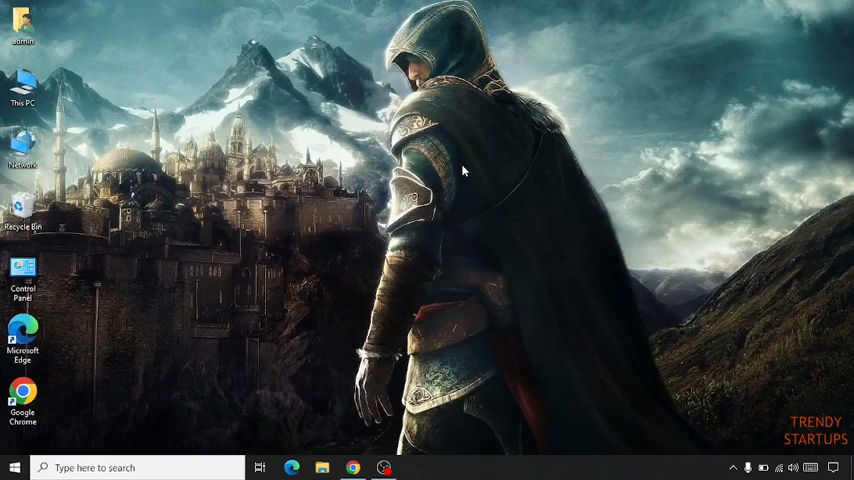 admin
This PC
Network
Recycle Bin
Control
Panel
Microsoft
Edge
Google
Chrome
TRENDY
STARTUPS
Type here to search